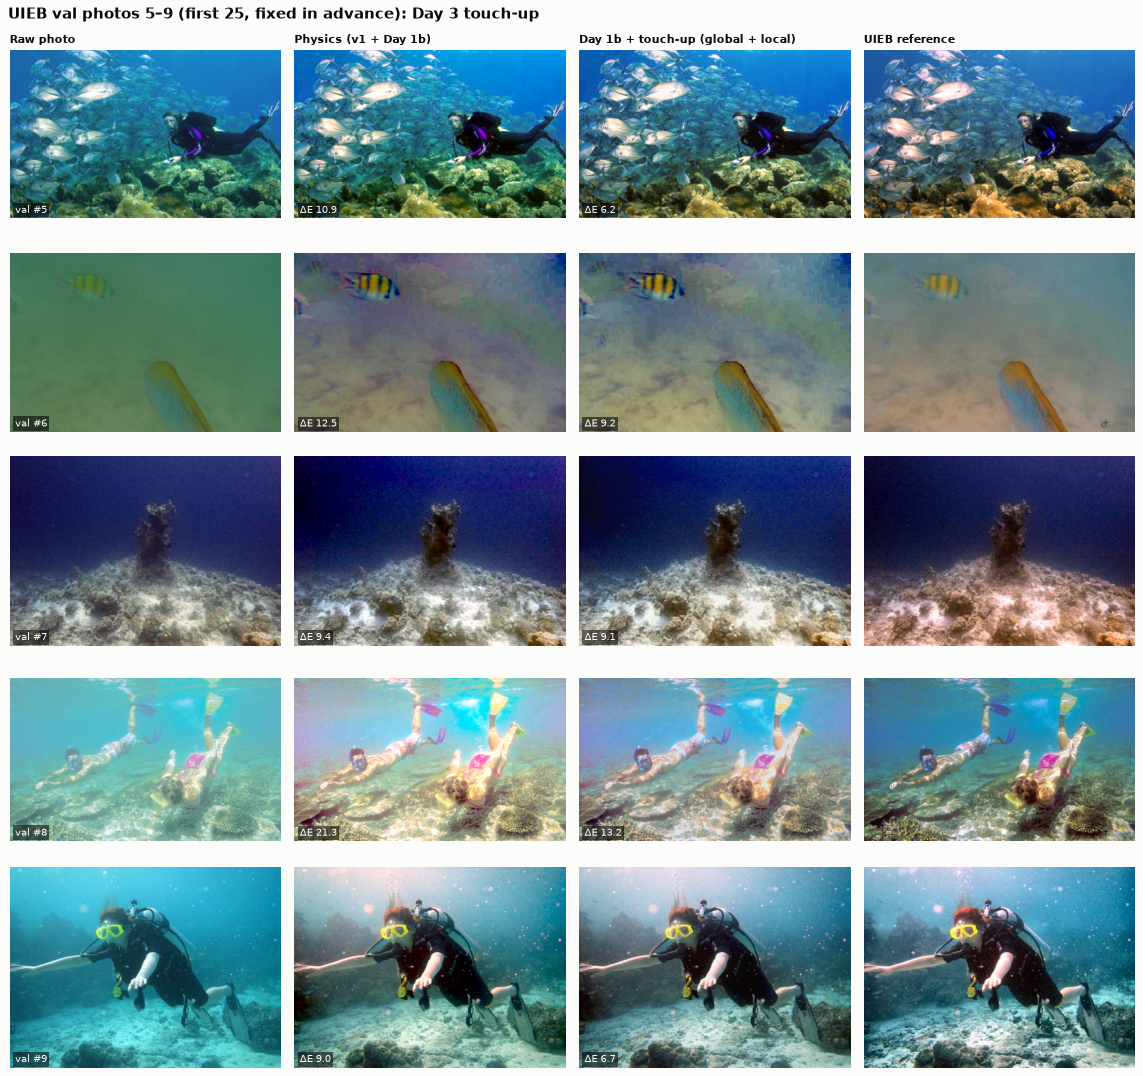 UIEB val photos 5–9 (first 25, fixed in advance): Day 3 touch-up
Raw photo Physics (v1 + Day 1b) Day 1b + touch-up (global + local) UIEB reference
val #5 ΔE 10.9 ΔE 6.2
val #6 ΔE 12.5 ΔE 9.2
val #7 ΔE 9.4 ΔE 9.1
val #8 ΔE 21.3 ΔE 13.2
val #9 ΔE 9.0 ΔE 6.7